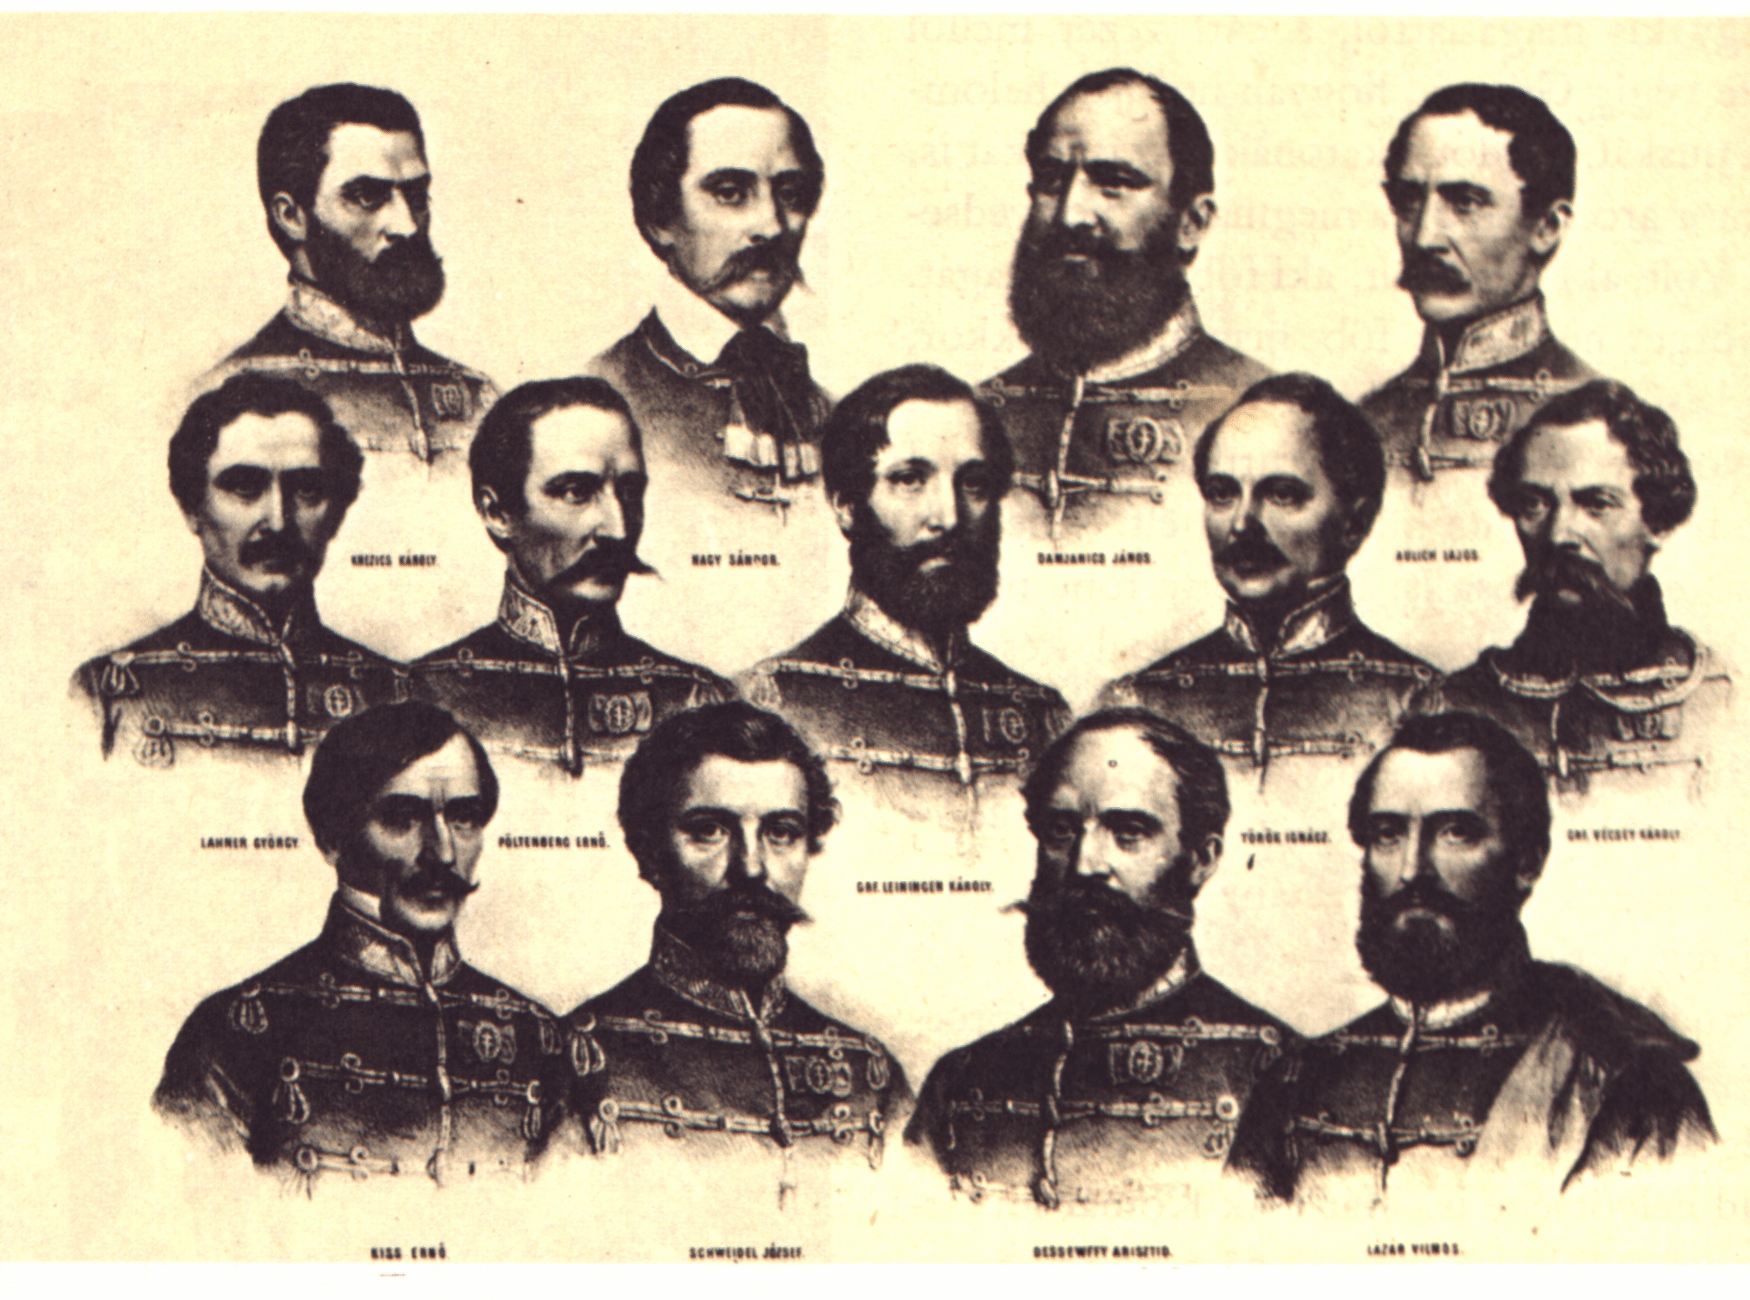 KNEZICS KÁROLY.
NAGY SÁNDOR.
DAMJANICS JÁNOS.
AULICH LAJOS.
LAHNER GYÖRGY
PÖLTENBERG ERNŐ.
GRF. LEININGEN KÁROLY.
TÖRÖK IGNÁCZ.
GRF. VÉCSEY KÁROLY.
KISS ERNŐ.
SCHWEIDEL JÓZSEF.
DESSEWFFY ARISZTID.
LÁZÁR VILMOS.